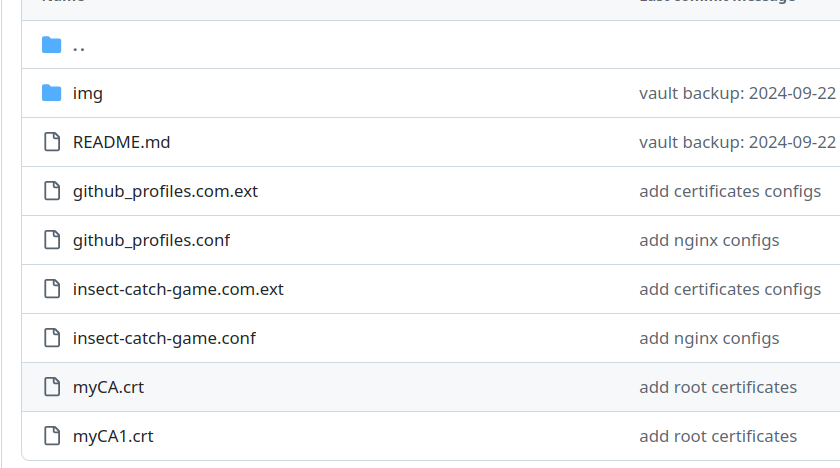 Name Last commit message
..
img vault backup: 2024-09-22
README.md vault backup: 2024-09-22
github_profiles.com.ext add certificates configs
github_profiles.conf add nginx configs
insect-catch-game.com.ext add certificates configs
insect-catch-game.conf add nginx configs
myCA.crt add root certificates
myCA1.crt add root certificates